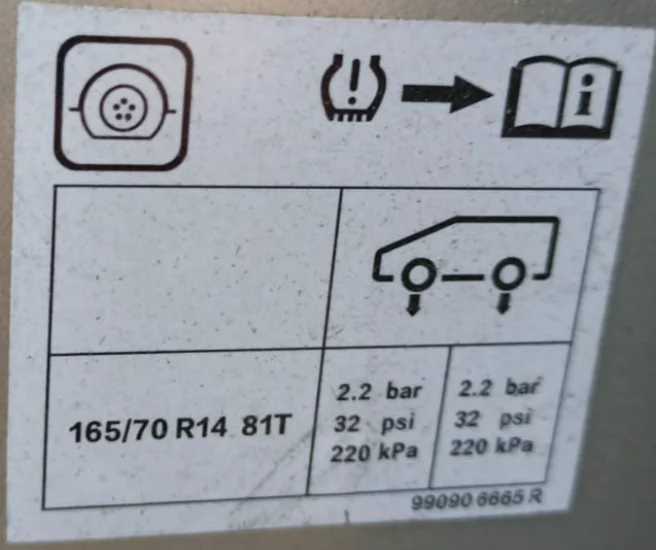 165/70 R14 81T
2.2 bar
32 psi
220 kPa
2.2 bar
32 psi
220 kPa
99090 6665 R